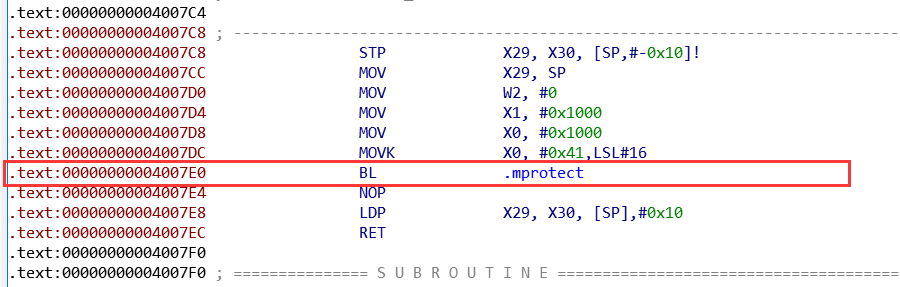 .text:00000000004007C4
.text:00000000004007C8 ; ---------------------------------------------------------------------------
.text:00000000004007C8 STP X29, X30, [SP,#-0x10]!
.text:00000000004007CC MOV X29, SP
.text:00000000004007D0 MOV W2, #0
.text:00000000004007D4 MOV X1, #0x1000
.text:00000000004007D8 MOV X0, #0x1000
.text:00000000004007DC MOVK X0, #0x41,LSL#16
.text:00000000004007E0 BL .mprotect
.text:00000000004007E4 NOP
.text:00000000004007E8 LDP X29, X30, [SP],#0x10
.text:00000000004007EC RET
.text:00000000004007F0
.text:00000000004007F0 ; =============== S U B R O U T I N E =======================================